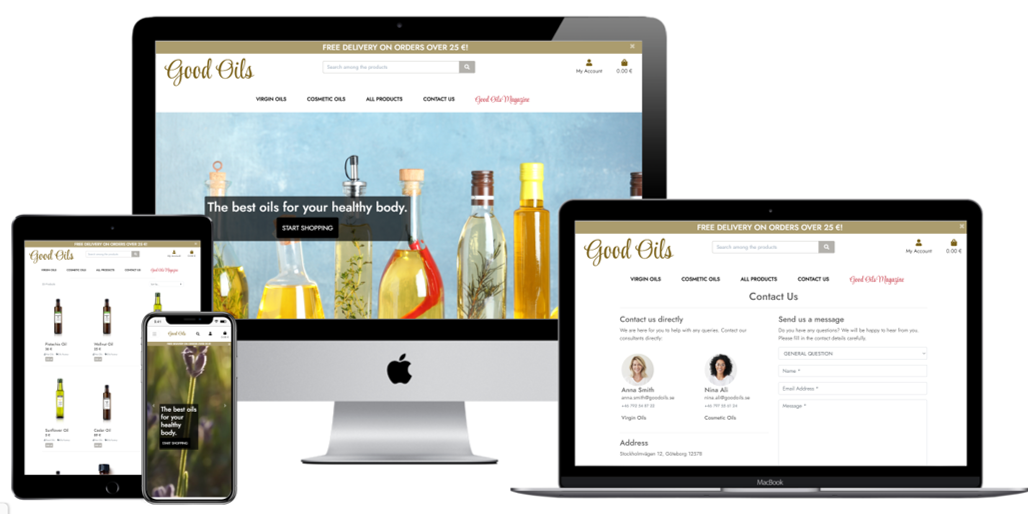 FREE DELIVERY ON ORDERS OVER 25 €!
Good Oils
Search among the products
My Account
0.00 €
VIRGIN OILS
COSMETIC OILS
ALL PRODUCTS
CONTACT US
Good Oils Magazine
The best oils for your healthy body.
START SHOPPING
FREE DELIVERY ON ORDERS OVER 25 €!
Good Oils
VIRGIN OILS
COSMETIC OILS
ALL PRODUCTS
CONTACT US
Good Oils Magazine
Pistachio Oil
Walnut Oil
Sunflower Oil
Cedar Oil
Good Oils
The best oils
for your
healthy
body.
START SHOPPING
FREE DELIVERY ON ORDERS OVER 25 €!
Good Oils
Search among the products
My Account
0.00 €
VIRGIN OILS
COSMETIC OILS
ALL PRODUCTS
CONTACT US
Good Oils Magazine
Contact Us
Contact us directly
We are here for you to help with any queries. Contact our
consultants directly:
Anna Smith
anna.smith@goodoils.se
Virgin Oils
Nina Ali
nina.ali@goodoils.se
Cosmetic Oils
Address
Stockholmvägen 12, Göteborg 12378
Send us a message
Do you have any questions? We will be happy to hear from you.
Please fill in the contact details carefully.
GENERAL QUESTION
Name *
Email Address *
Message *
MacBook